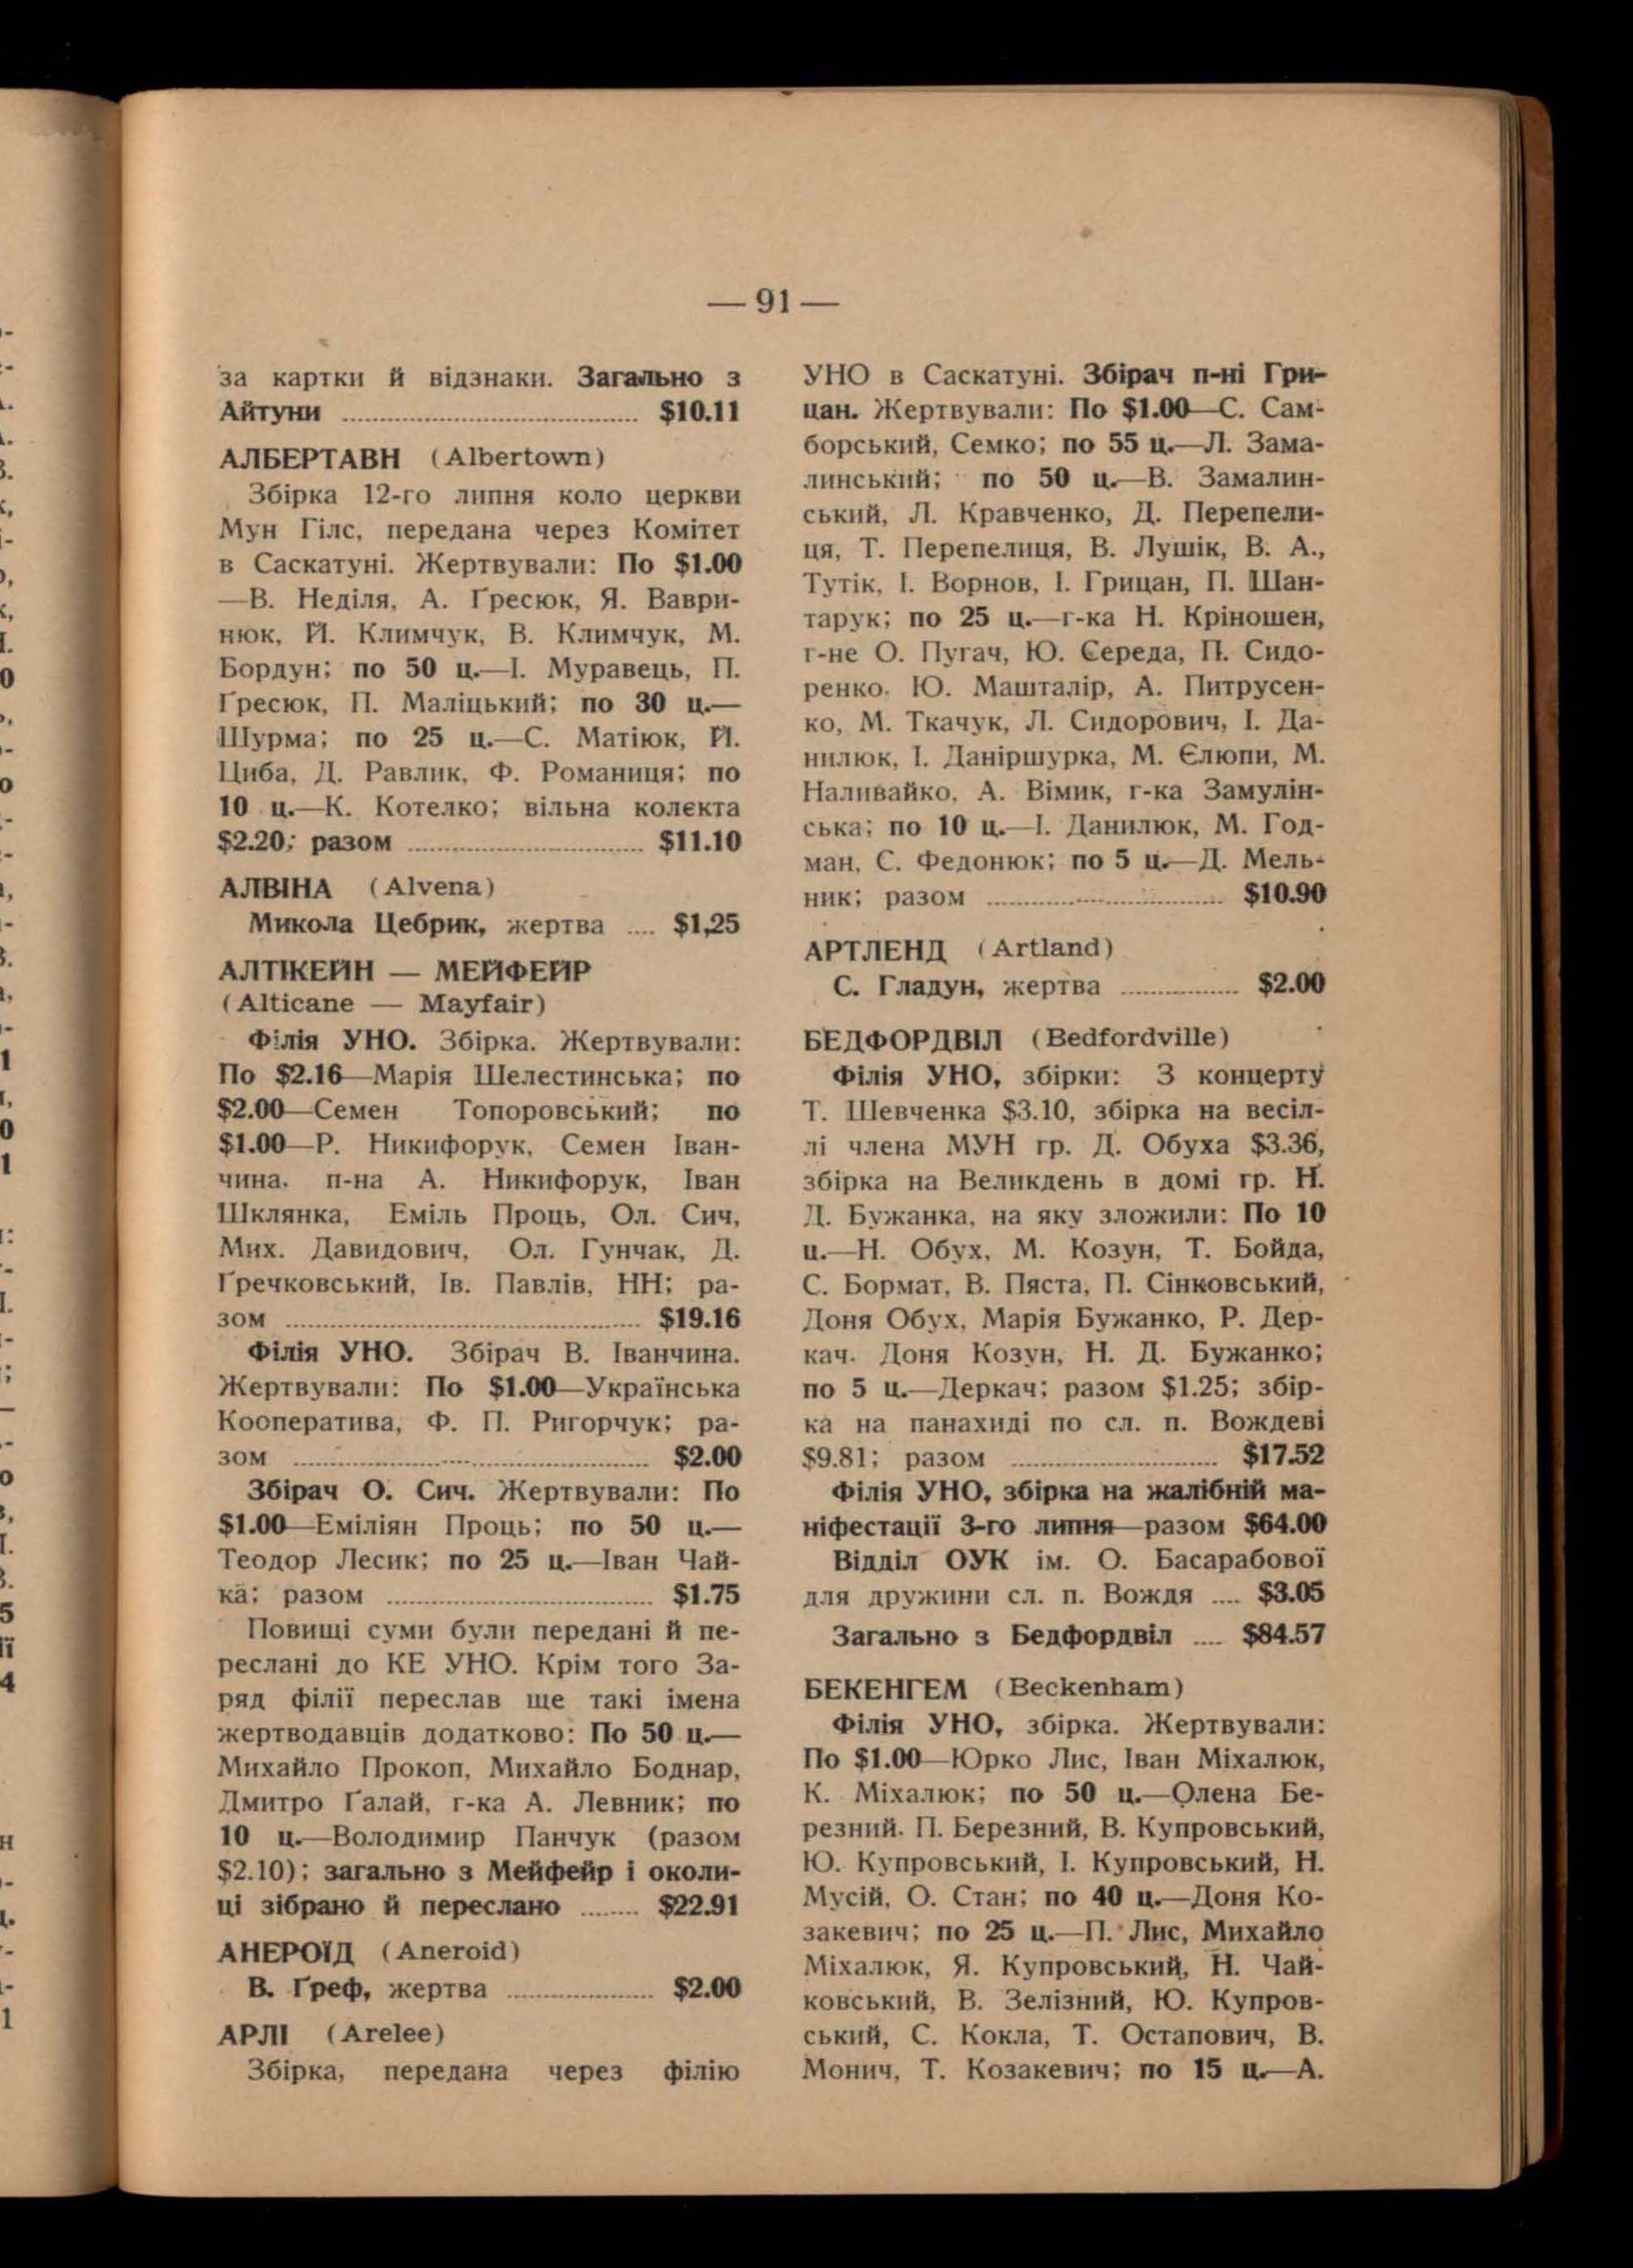 — 91 —
за картки й відзнаки. Загально з
Айтуни ........ $10.11
АЛБЕРТАВН (Albertown)
Збірка 12-го липня коло церкви
Мун Гілс, передана через Комітет
в Саскатуні. Жертвували: По $1.00
—В. Неділя, А. Ґресюк, Я. Ваври-
нюк, Й. Климчук, В. Климчук, М.
Бордун; по 50 ц.—І. Муравець, П.
Ґресюк, П. Маліцький; по 30 ц.—
Шурма; по 25 ц.—С. Матіюк, Й.
Циба, Д. Равлик, Ф. Романиця; по
10 ц.—К. Котелко; вільна колєкта
$2.20; разом ........ $11.10
АЛВІНА (Alvena)
Микола Цебрик, жертва .... $1,25
АЛТІКЕЙН — МЕЙФЕЙР
(Alticane — Mayfair)
Філія УНО. Збірка. Жертвували:
По $2.16—Марія Шелестинська; по
$2.00—Семен Топоровський; по
$1.00—Р. Никифорук, Семен Іван-
чина, п-на А. Никифорук, Іван
Шклянка, Еміль Проць, Ол. Сич,
Мих. Давидович, Ол. Гунчак, Д.
Гречковський, Ів. Павлів, НН; ра-
зом ........ $19.16
Філія УНО. Збірач В. Іванчина.
Жертвували: По $1.00—Українська
Кооператива, Ф. П. Ригорчук; ра-
зом ........ $2.00
Збірач О. Сич. Жертвували: По
$1.00—Еміліян Проць; по 50 ц.—
Теодор Лесик; по 25 ц.—Іван Чай-
ка; разом ........ $1.75
Повищі суми були передані й пе-
реслані до КЕ УНО. Крім того За-
ряд філії переслав ще такі імена
жертводавців додатково: По 50 ц.—
Михайло Прокоп, Михайло Боднар,
Дмитро Ґалай, г-ка А. Левник; по
10 ц.—Володимир Панчук (разом
$2.10); загально з Мейфейр і околи-
ці зібрано й переслано ........ $22.91
АНЕРОЇД (Aneroid)
В. Ґреф, жертва ........ $2.00
АРЛІ (Arelee)
Збірка, передана через філію
УНО в Саскатуні. Збірач п-ні Гри-
цан. Жертвували: По $1.00—С. Сам-
борський, Семко; по 55 ц.—Л. Зама-
линський; по 50 ц.—В. Замалин-
ський, Л. Кравченко, Д. Перепели-
ця, Т. Перепелиця, В. Лушік, В. А.,
Тутік, І. Ворнов, І. Грицан, П. Шан-
тарук; по 25 ц.—г-ка Н. Кріношен,
г-не О. Пугач, Ю. Середа, П. Сидо-
ренко. Ю. Машталір, А. Питрусен-
ко, М. Ткачук, Л. Сидорович, І. Да-
нилюк, І. Даніршурка, М. Єлюпи, М.
Наливайко, А. Вімик, г-ка Замулін-
ська; по 10 ц.—І. Данилюк, М. Год-
ман, С. Федонюк; по 5 ц.—Д. Мель-
ник; разом ........ $10.90
АРТЛЕНД (Artland)
С. Гладун, жертва ........ $2.00
БЕДФОРДВІЛ (Bedfordville)
Філія УНО, збірки: З концерту
Т. Шевченка $3.10, збірка на весіл-
лі члена МУН гр. Д. Обуха $3.36,
збірка на Великдень в домі гр. Н.
Д. Бужанка, на яку зложили: По 10
ц.—Н. Обух, М. Козун, Т. Бойда,
С. Бормат, В. Пяста, П. Сінковський,
Доня Обух, Марія Бужанко, Р. Дер-
кач. Доня Козун, Н. Д. Бужанко;
по 5 ц.—Деркач; разом $1.25; збір-
ка на панахиді по сл. п. Вождеві
$9.81; разом ........ $17.52
Філія УНО, збірка на жалібній ма-
ніфестації 3-го липня—разом $64.00
Відділ ОУК ім. О. Басарабової
для дружини сл. п. Вождя .... $3.05
Загально з Бедфордвіл .... $84.57
БЕКЕНГЕМ (Beckenham)
Філія УНО, збірка. Жертвували:
По $1.00—Юрко Лис, Іван Міхалюк,
К. Міхалюк; по 50 ц.—Олена Бе-
резний. П. Березний, В. Купровський,
Ю. Купровський, І. Купровський, Н.
Мусій, О. Стан; по 40 ц.—Доня Ко-
закевич; по 25 ц.—П. Лис, Михайло
Міхалюк, Я. Купровський, Н. Чай-
ковський, В. Зелізний, Ю. Купров-
ський, С. Кокла, Т. Остапович, В.
Монич, Т. Козакевич; по 15 ц.—А.